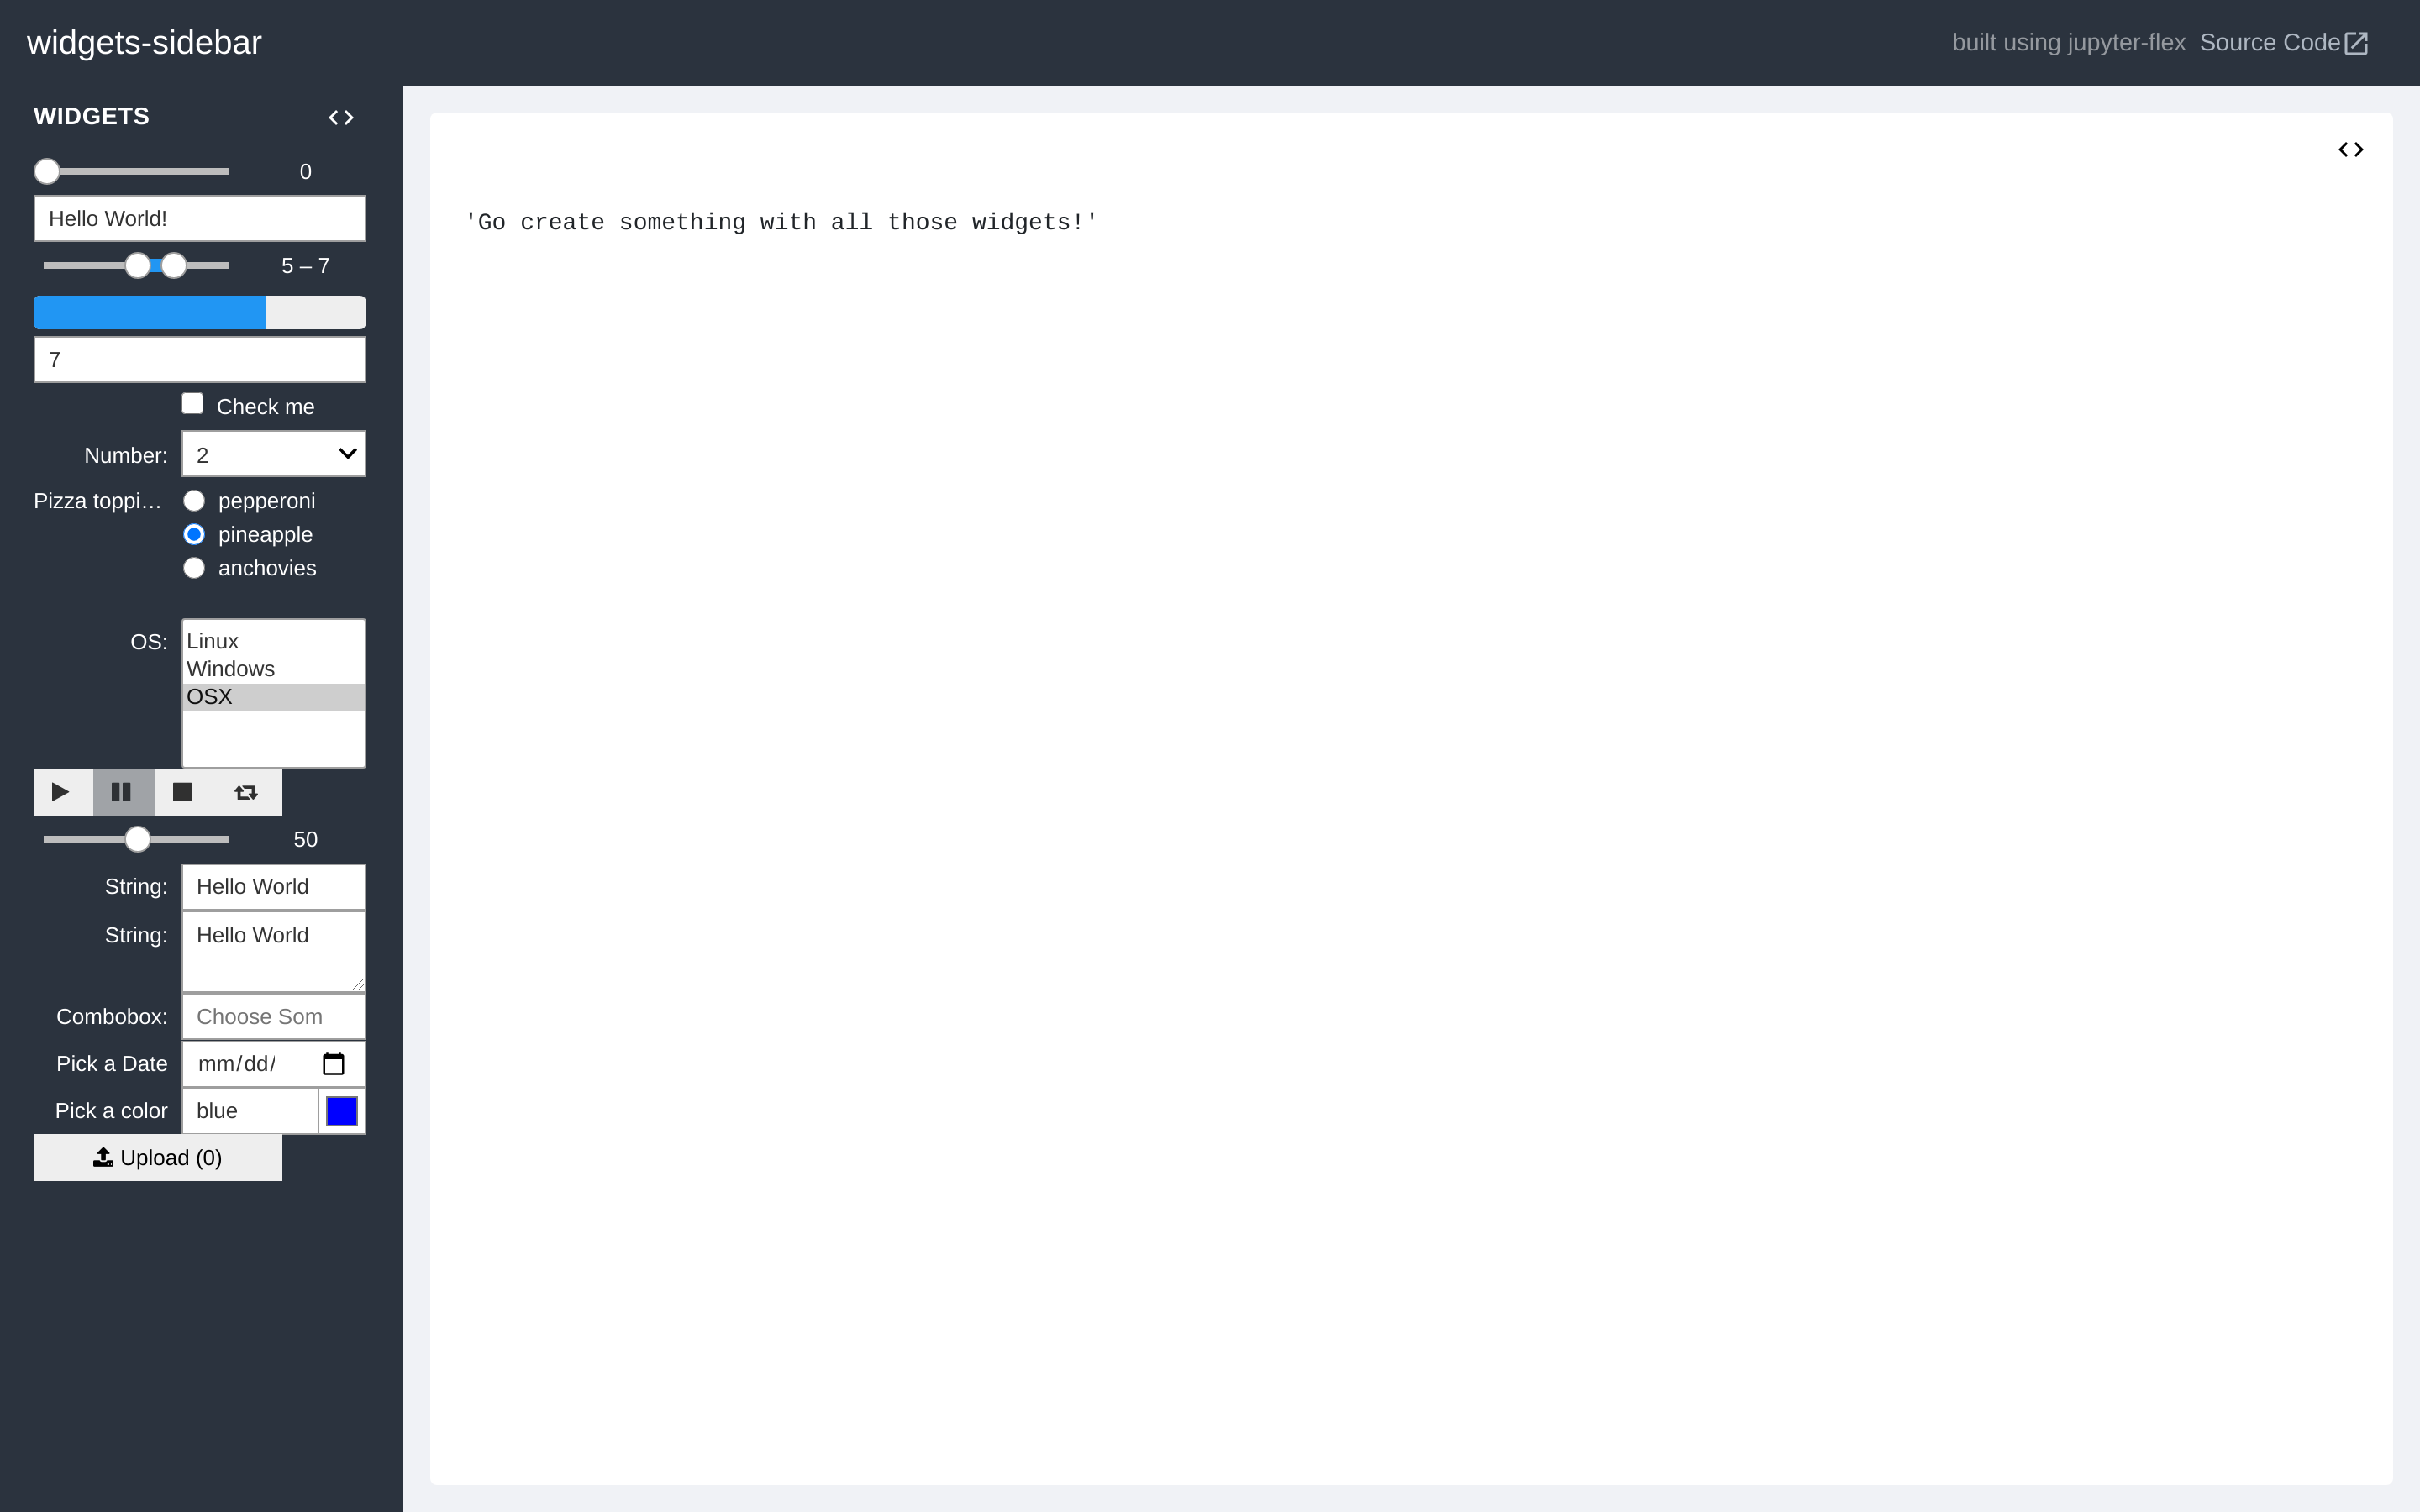 widgets-sidebar
built using jupyter-flex Source Code
WIDGETS
0
Hello World!
5 – 7
7
Check me
Number: 2
Pizza toppi…
pepperoni
pineapple
anchovies
OS:
Linux
Windows
OSX
50
String: Hello World
String: Hello World
Combobox: Choose Som
Pick a Date mm/dd/
Pick a color blue
Upload (0)
'Go create something with all those widgets!'